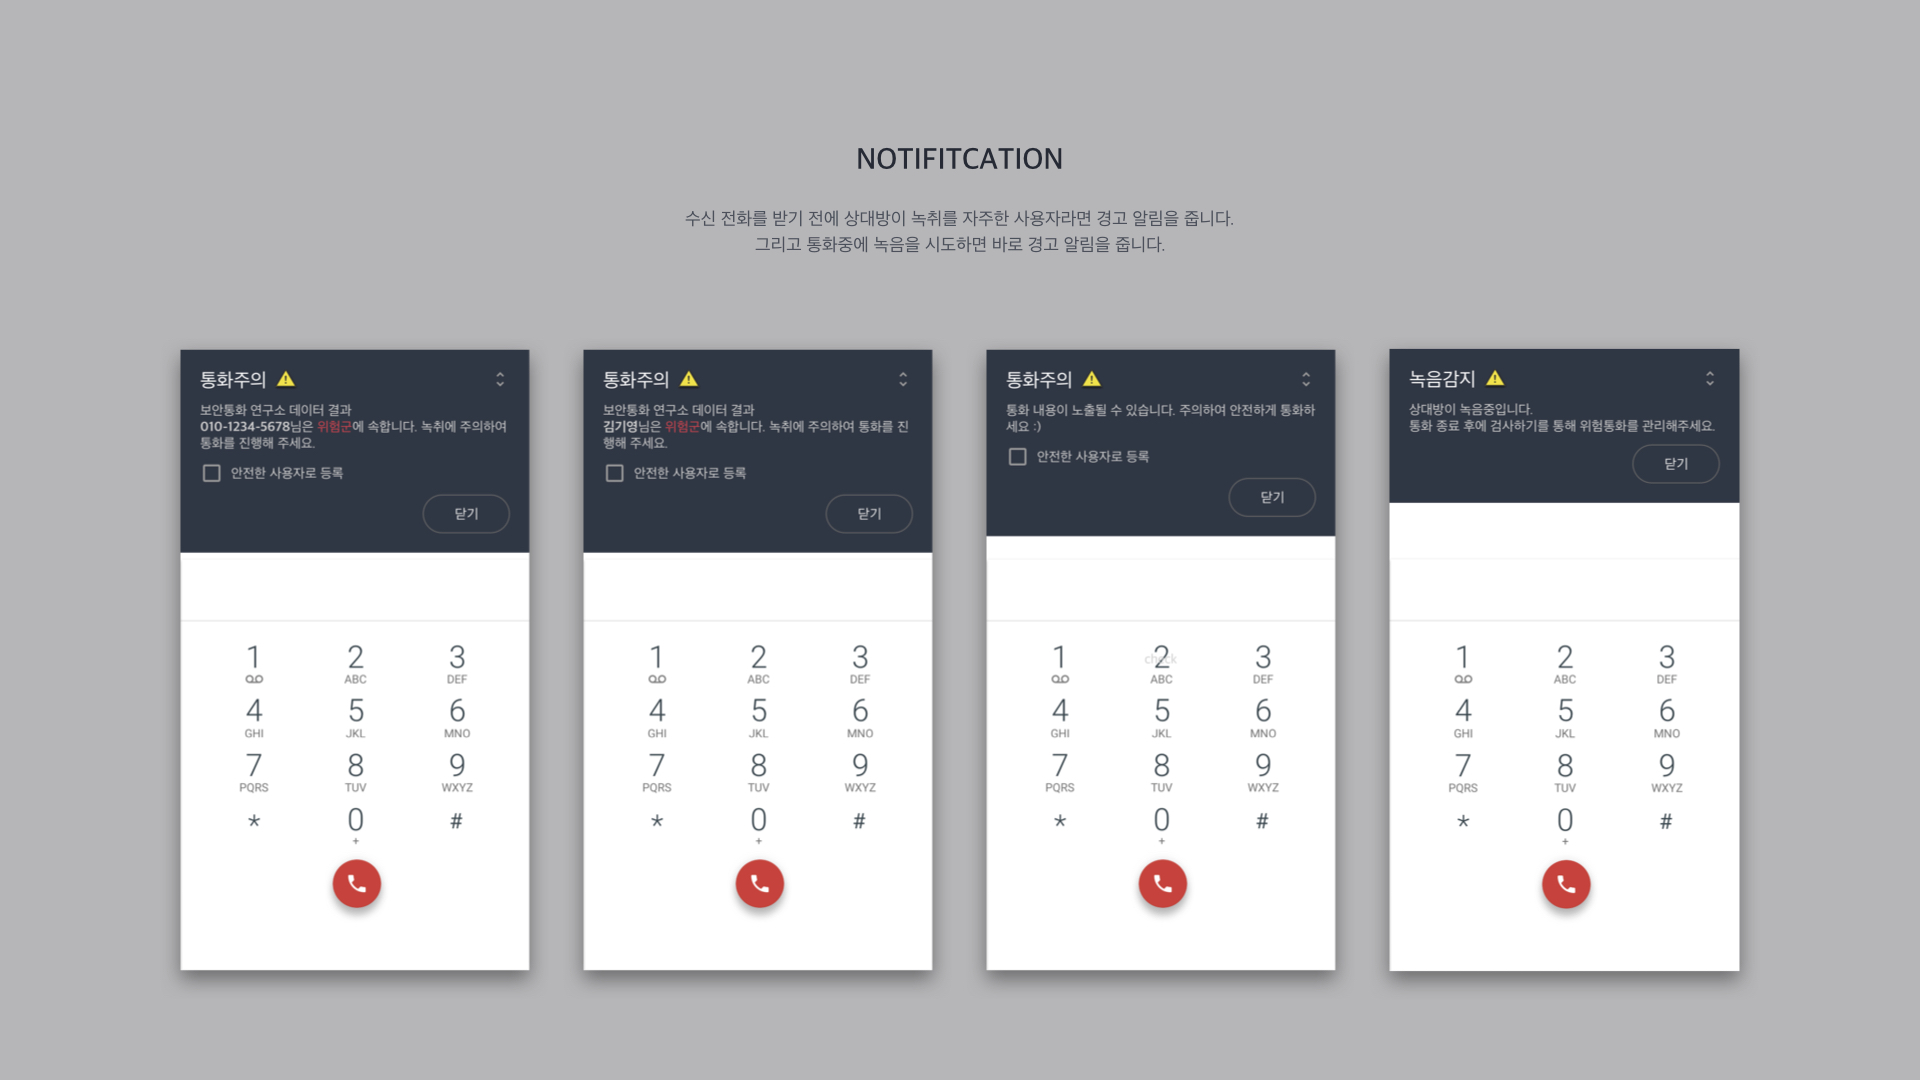 NOTIFITCATION
수신 전화를 받기 전에 상대방이 녹취를 자주한 사용자라면 경고 알림을 줍니다.
그리고 통화중에 녹음을 시도하면 바로 경고 알림을 줍니다.
통화주의
보안통화 연구소 데이터 결과
010-1234-5678님은 위험군에 속합니다. 녹취에 주의하여
통화를 진행해 주세요.
안전한 사용자로 등록
닫기
1
2
ABC
3
DEF
4
GHI
5
JKL
6
MNO
7
PQRS
8
TUV
9
WXYZ
*
0
+
#
통화주의
보안통화 연구소 데이터 결과
김기영님은 위험군에 속합니다. 녹취에 주의하여 통화를 진
행해 주세요.
안전한 사용자로 등록
닫기
1
2
ABC
3
DEF
4
GHI
5
JKL
6
MNO
7
PQRS
8
TUV
9
WXYZ
*
0
+
#
통화주의
통화 내용이 노출될 수 있습니다. 주의하여 안전하게 통화하
세요 :)
안전한 사용자로 등록
닫기
1
2
check
ABC
3
DEF
4
GHI
5
JKL
6
MNO
7
PQRS
8
TUV
9
WXYZ
*
0
+
#
녹음감지
상대방이 녹음중입니다.
통화 종료 후에 검사하기를 통해 위험통화를 관리해주세요.
닫기
1
2
ABC
3
DEF
4
GHI
5
JKL
6
MNO
7
PQRS
8
TUV
9
WXYZ
*
0
+
#